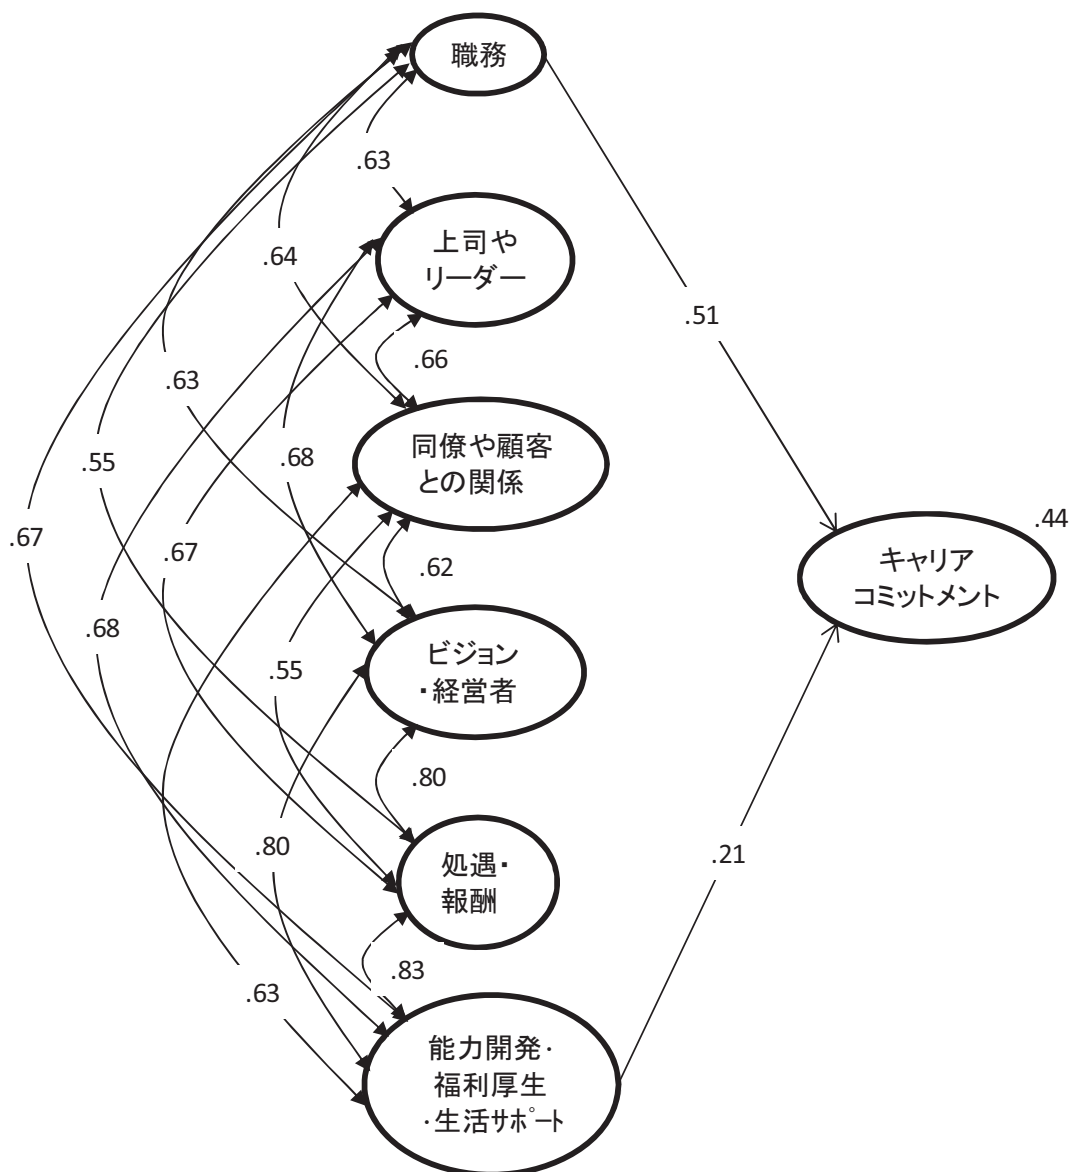 職務
.63
上司や
リーダー
.64
.51
.66
.63
同僚や顧客
との関係
.68
.55
.67
.67
.44
キャリア
コミットメント
.62
.68
ビジョン
・経営者
.55
.80
.80
処遇・
報酬
.21
.83
.63
能力開発・
福利厚生
・生活サポート